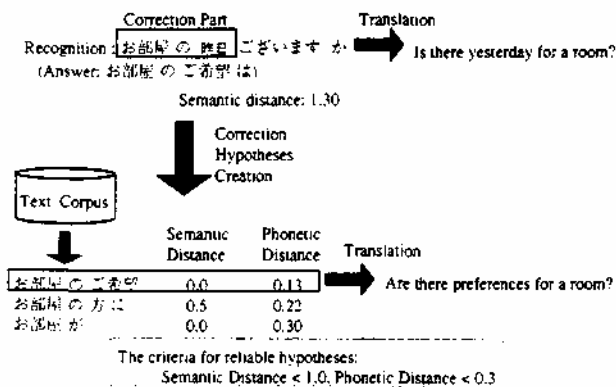 Correction Part
Translation
Recognition : お部屋 の 昨日 ございます か
Is there yesterday for a room?
(Answer: お部屋 の ご希望 は)
Semantic distance: 1.30
Correction
Hypotheses
Creation
Text Corpus
Semantic Distance
Phonetic Distance
Translation
お部屋 の ご希望 0.0 0.13
Are there preferences for a room?
お部屋 の 方 は 0.5 0.22
お部屋 が 0.0 0.30
The criteria for reliable hypotheses:
Semantic Distance < 1.0, Phonetic Distance < 0.3